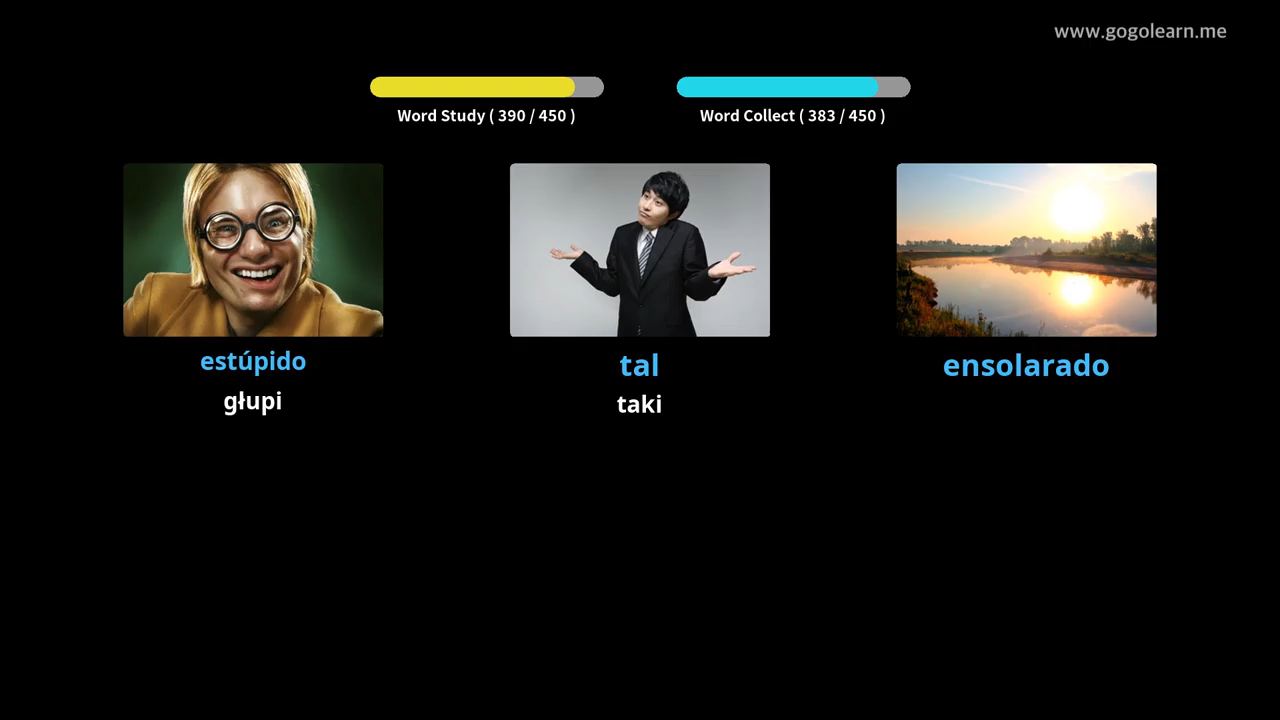 www.gogolearn.me
Word Study ( 390 / 450 )
Word Collect ( 383 / 450 )
estúpido
tal
ensolarado
głupi
taki